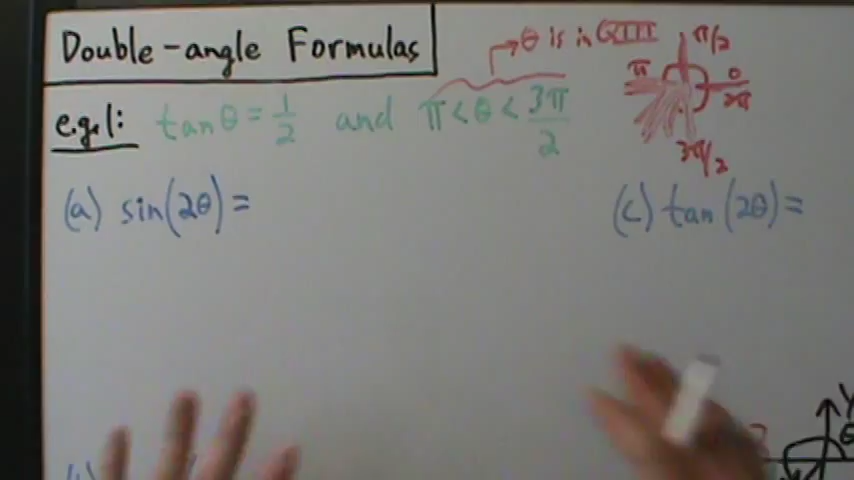 Double-angle Formulas
θ is in QIII
π/2
π
0
2π
3π/2
e.g.1: tanθ = 1/2 and π < θ < 3π/2
(a) sin(2θ) =
(c) tan(2θ) =
Y
θ